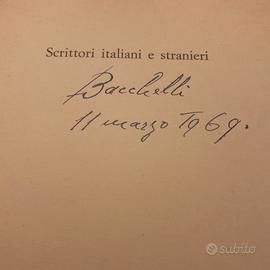 Scrittori italiani e stranieri
Bacchelli
11 marzo 1969.
subito